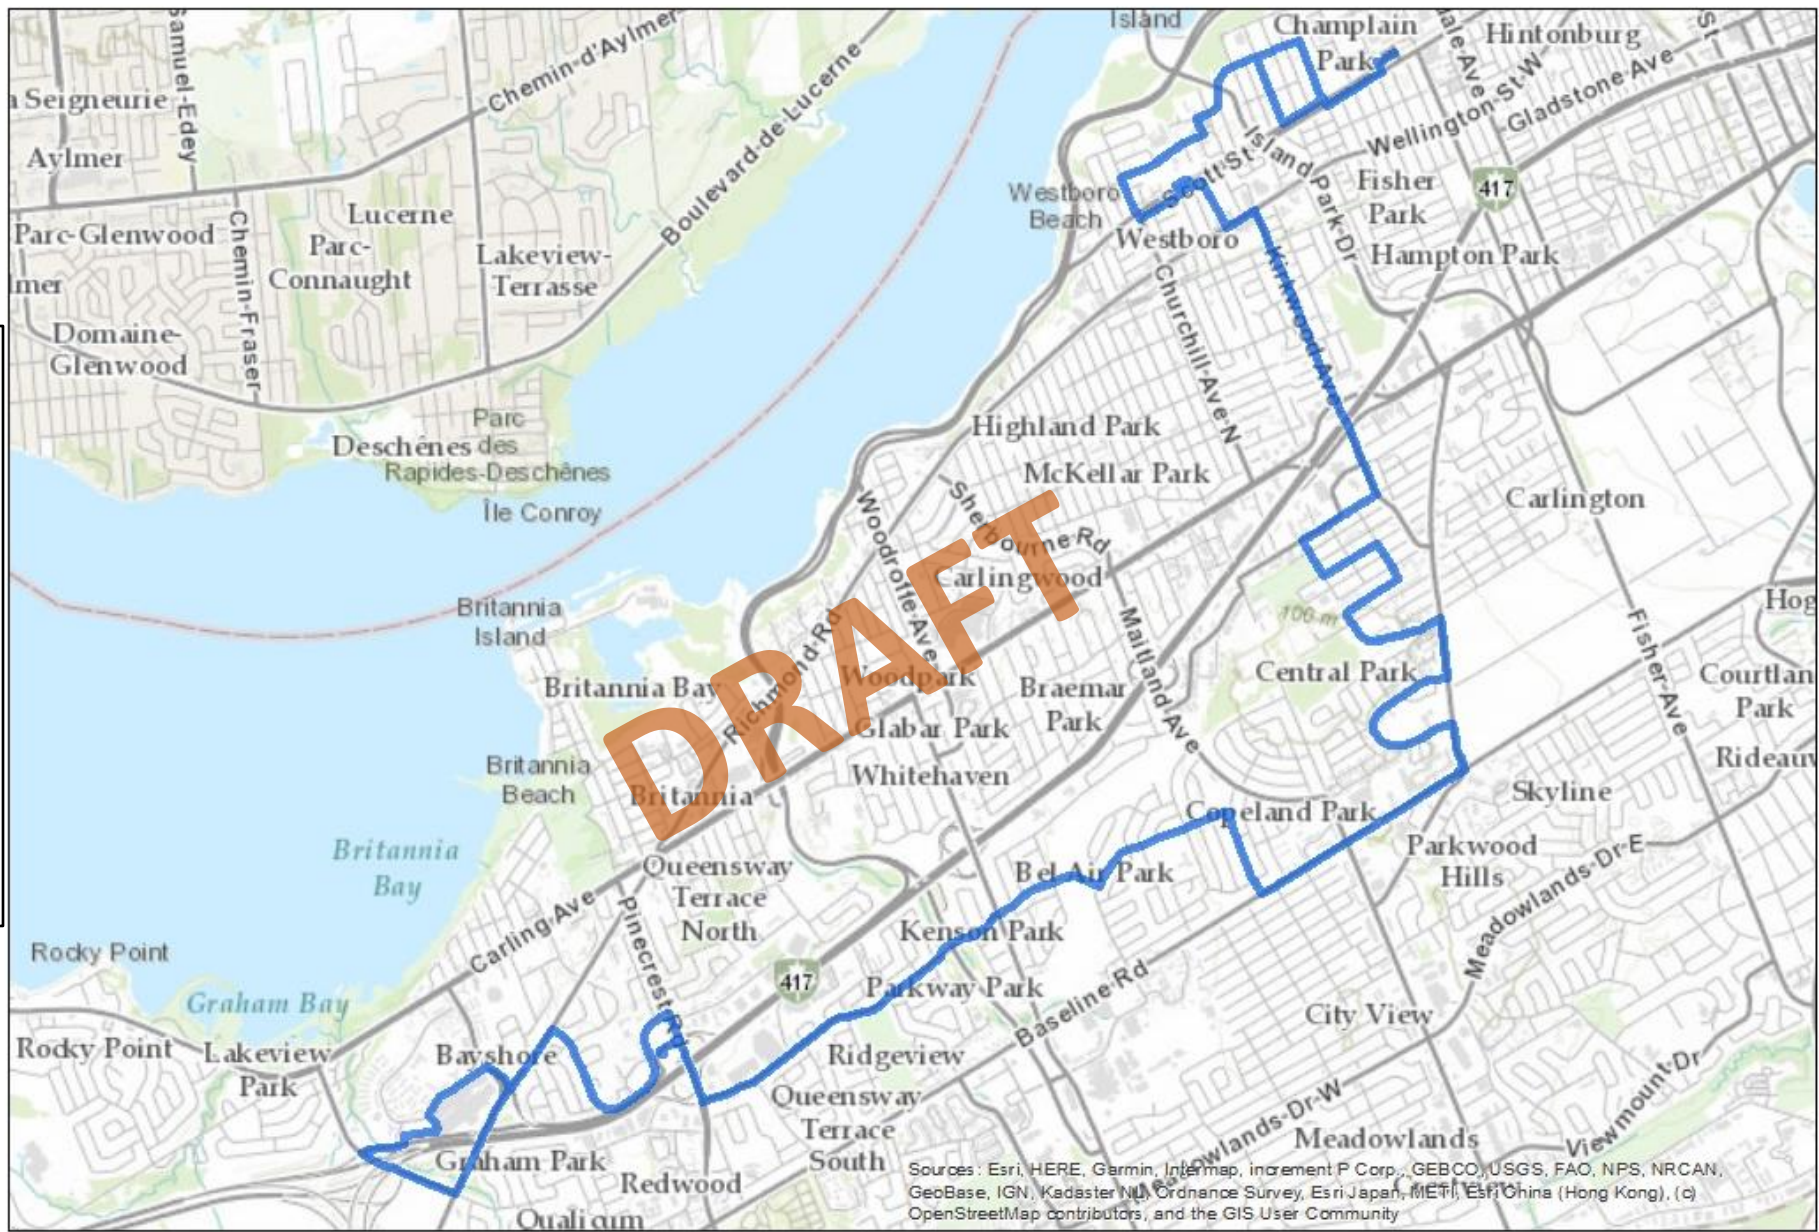 Island
Champlain
Park
Hintonburg
Samuel-Edey
Chemin-d'Aylmer
Boulevard-de-Lucerne
Gladstone-Ave
Wellington-St-W
a Seigneurie
Aylmer
Island Park-Dr
Scott-St
417
Fisher
Park
Westboro
Beach
Lucerne
Parc-Glenwood
Chemin-Fraser
Parc-
Connaught
Lakeview-
Terrasse
Westboro
Hampton Park
lmer
Domaine-
Glenwood
Churchill-Ave-N
Kirkwood-Ave
Parc
des
Rapides-Deschênes
Deschênes
Île Conroy
Highland Park
McKellar Park
Carlington
Sherbourne-Rd
Woodroffe-Ave
Carlingwood
DRAFT
Britannia
Island
106 m
Maitland-Ave
Fisher-Ave
Hog
Richmond-Rd
Britannia Bay
Woodpark
Braemar
Park
Central Park
Courtlan
Park
Glabar Park
Britannia
Beach
Britannia
Whitehaven
Rideauv
Skyline
Copeland Park
Britannia
Bay
Queensway
Terrace
North
Bel Air Park
Parkwood
Hills
Meadowlands-Dr-E
Pinecrest-Rd
Carling-Ave
Kenson Park
Rocky Point
417
Parkway Park
Baseline-Rd
Graham Bay
City View
Rocky Point
Lakeview
Park
Bayshore
Ridgeview
Queensway
Terrace
South
Meadowlands-Dr-W
Viewmount-Dr
Meadowlands
Graham Park
Redwood
Qualicum
Sources: Esri, HERE, Garmin, Intermap, increment P Corp., GEBCO, USGS, FAO, NPS, NRCAN,
GeoBase, IGN, Kadaster NL, Ordnance Survey, Esri Japan, METI, Esri China (Hong Kong), (c)
OpenStreetMap contributors, and the GIS User Community